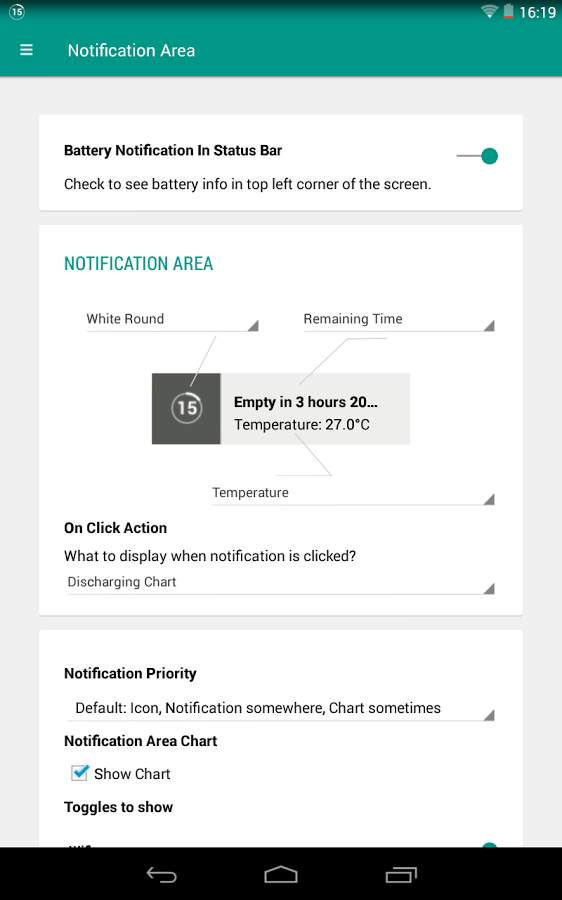 15
16:19
Notification Area
Battery Notification In Status Bar
Check to see battery info in top left corner of the screen.
NOTIFICATION AREA
White Round
Remaining Time
15
Empty in 3 hours 20...
Temperature: 27.0°C
Temperature
On Click Action
What to display when notification is clicked?
Discharging Chart
Notification Priority
Default: Icon, Notification somewhere, Chart sometimes
Notification Area Chart
Show Chart
Toggles to show